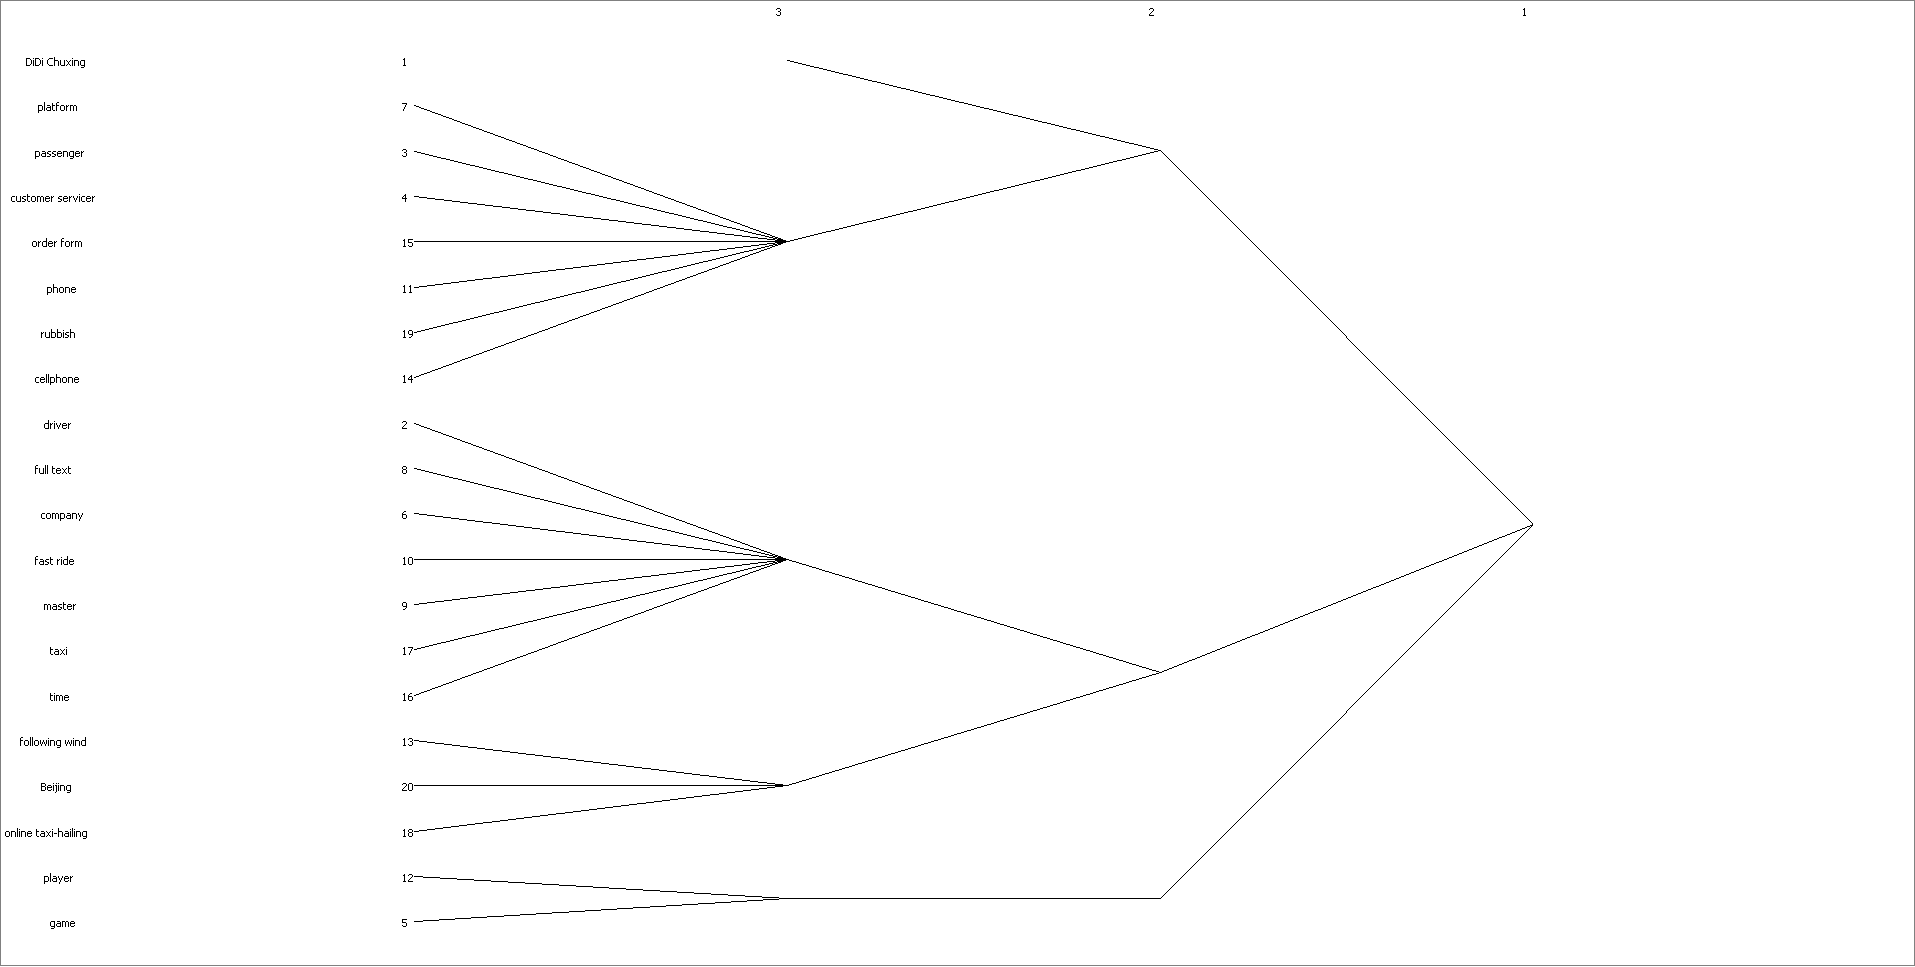 3 2 1
DiDi Chuxing 1
platform 7
passenger 3
customer servicer 4
order form 15
phone 11
rubbish 19
cellphone 14
driver 2
full text 8
company 6
fast ride 10
master 9
taxi 17
time 16
following wind 13
Beijing 20
online taxi-hailing 18
player 12
game 5